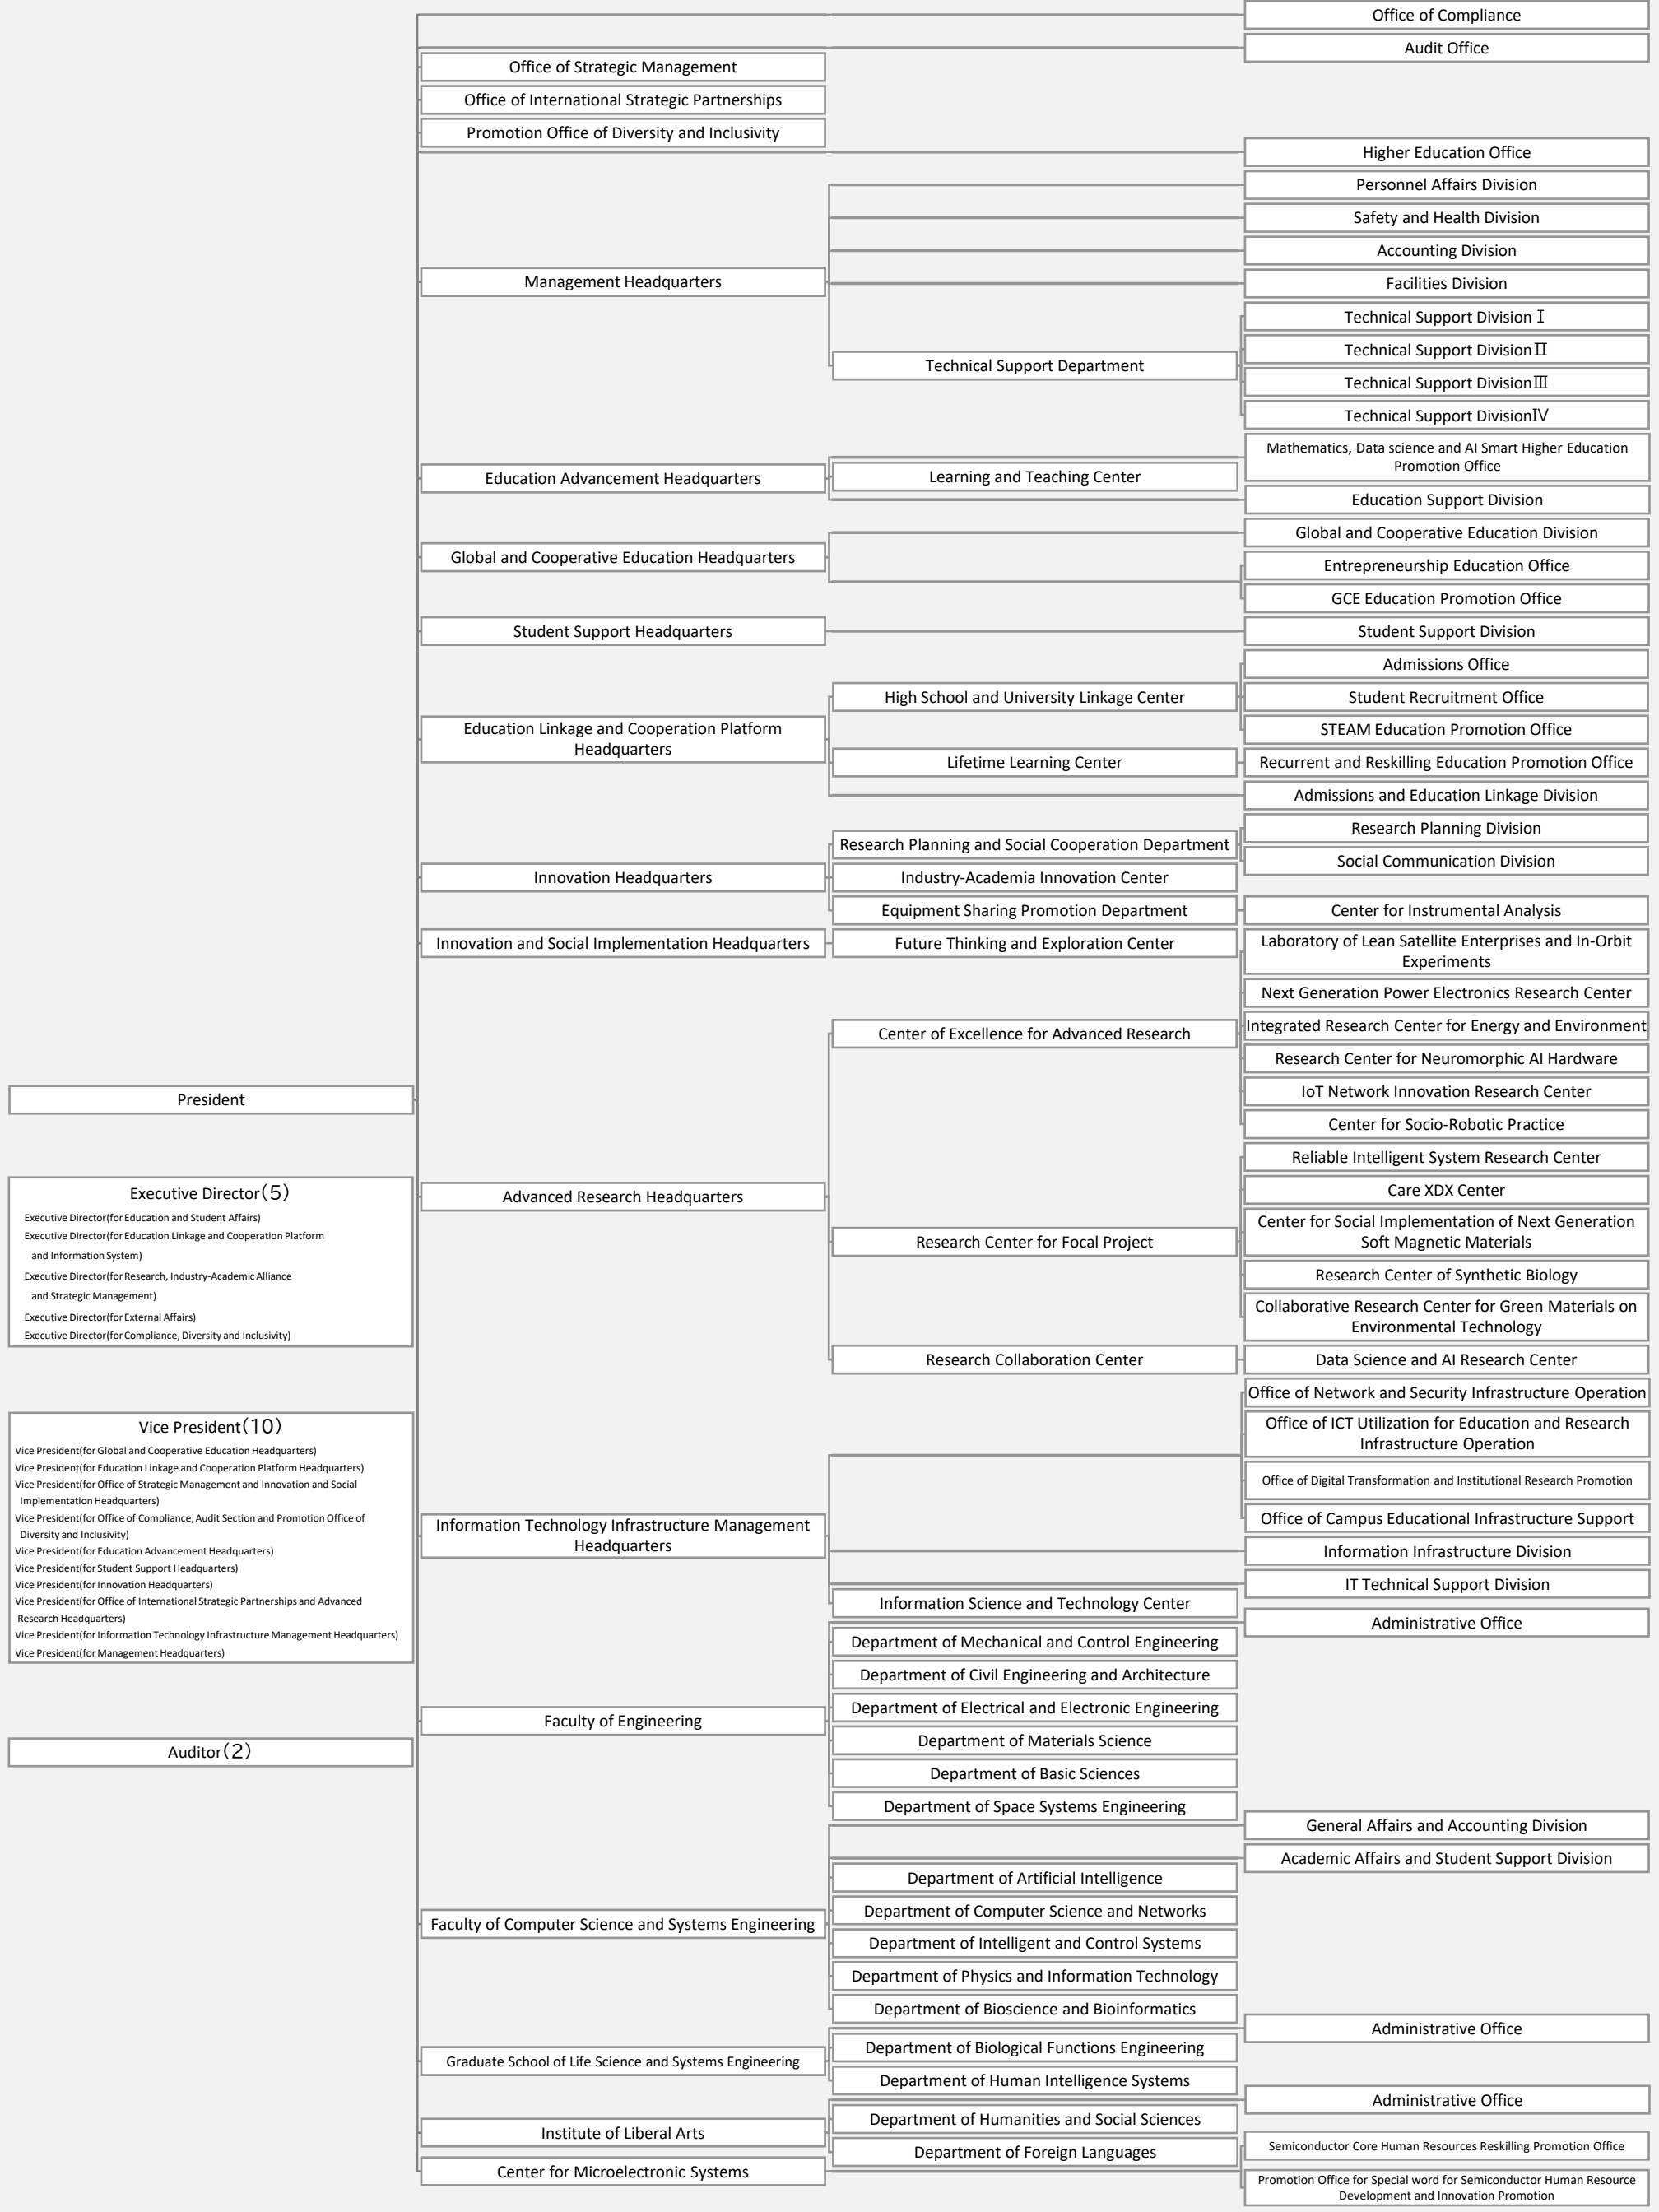 Office of Compliance
Audit Office
Office of Strategic Management
Office of International Strategic Partnerships
Promotion Office of Diversity and Inclusivity
Higher Education Office
Personnel Affairs Division
Safety and Health Division
Accounting Division
Management Headquarters
Facilities Division
Technical Support Division Ⅰ
Technical Support DivisionⅡ
Technical Support Department
Technical Support DivisionⅢ
Technical Support DivisionⅣ
Mathematics, Data science and AI Smart Higher Education
Promotion Office
Education Advancement Headquarters
Learning and Teaching Center
Education Support Division
Global and Cooperative Education Division
Global and Cooperative Education Headquarters
Entrepreneurship Education Office
GCE Education Promotion Office
Student Support Headquarters
Student Support Division
Admissions Office
High School and University Linkage Center
Student Recruitment Office
Education Linkage and Cooperation Platform
Headquarters
STEAM Education Promotion Office
Lifetime Learning Center
Recurrent and Reskilling Education Promotion Office
Admissions and Education Linkage Division
Research Planning Division
Research Planning and Social Cooperation Department
Social Communication Division
Innovation Headquarters
Industry-Academia Innovation Center
Equipment Sharing Promotion Department
Center for Instrumental Analysis
Innovation and Social Implementation Headquarters
Future Thinking and Exploration Center
Laboratory of Lean Satellite Enterprises and In-Orbit
Experiments
Next Generation Power Electronics Research Center
Center of Excellence for Advanced Research
Integrated Research Center for Energy and Environment
Research Center for Neuromorphic AI Hardware
IoT Network Innovation Research Center
President
Center for Socio-Robotic Practice
Reliable Intelligent System Research Center
Executive Director(5)
Executive Director(for Education and Student Affairs)
Executive Director(for Education Linkage and Cooperation Platform
and Information System)
Executive Director(for Research, Industry-Academic Alliance
and Strategic Management)
Executive Director(for External Affairs)
Executive Director(for Compliance, Diversity and Inclusivity)
Advanced Research Headquarters
Care XDX Center
Research Center for Focal Project
Center for Social Implementation of Next Generation
Soft Magnetic Materials
Research Center of Synthetic Biology
Collaborative Research Center for Green Materials on
Environmental Technology
Research Collaboration Center
Data Science and AI Research Center
Vice President(10)
Vice President(for Global and Cooperative Education Headquarters)
Vice President(for Education Linkage and Cooperation Platform Headquarters)
Vice President(for Office of Strategic Management and Innovation and Social
Implementation Headquarters)
Vice President(for Office of Compliance, Audit Section and Promotion Office of
Diversity and Inclusivity)
Vice President(for Education Advancement Headquarters)
Vice President(for Student Support Headquarters)
Vice President(for Innovation Headquarters)
Vice President(for Office of International Strategic Partnerships and Advanced
Research Headquarters)
Vice President(for Information Technology Infrastructure Management Headquarters)
Vice President(for Management Headquarters)
Office of Network and Security Infrastructure Operation
Office of ICT Utilization for Education and Research
Infrastructure Operation
Office of Digital Transformation and Institutional Research Promotion
Office of Campus Educational Infrastructure Support
Information Technology Infrastructure Management
Headquarters
Information Infrastructure Division
IT Technical Support Division
Information Science and Technology Center
Administrative Office
Department of Mechanical and Control Engineering
Department of Civil Engineering and Architecture
Department of Electrical and Electronic Engineering
Faculty of Engineering
Department of Materials Science
Auditor(2)
Department of Basic Sciences
Department of Space Systems Engineering
General Affairs and Accounting Division
Academic Affairs and Student Support Division
Department of Artificial Intelligence
Department of Computer Science and Networks
Faculty of Computer Science and Systems Engineering
Department of Intelligent and Control Systems
Department of Physics and Information Technology
Department of Bioscience and Bioinformatics
Administrative Office
Department of Biological Functions Engineering
Graduate School of Life Science and Systems Engineering
Department of Human Intelligence Systems
Administrative Office
Department of Humanities and Social Sciences
Institute of Liberal Arts
Department of Foreign Languages
Semiconductor Core Human Resources Reskilling Promotion Office
Center for Microelectronic Systems
Promotion Office for Special word for Semiconductor Human Resource
Development and Innovation Promotion